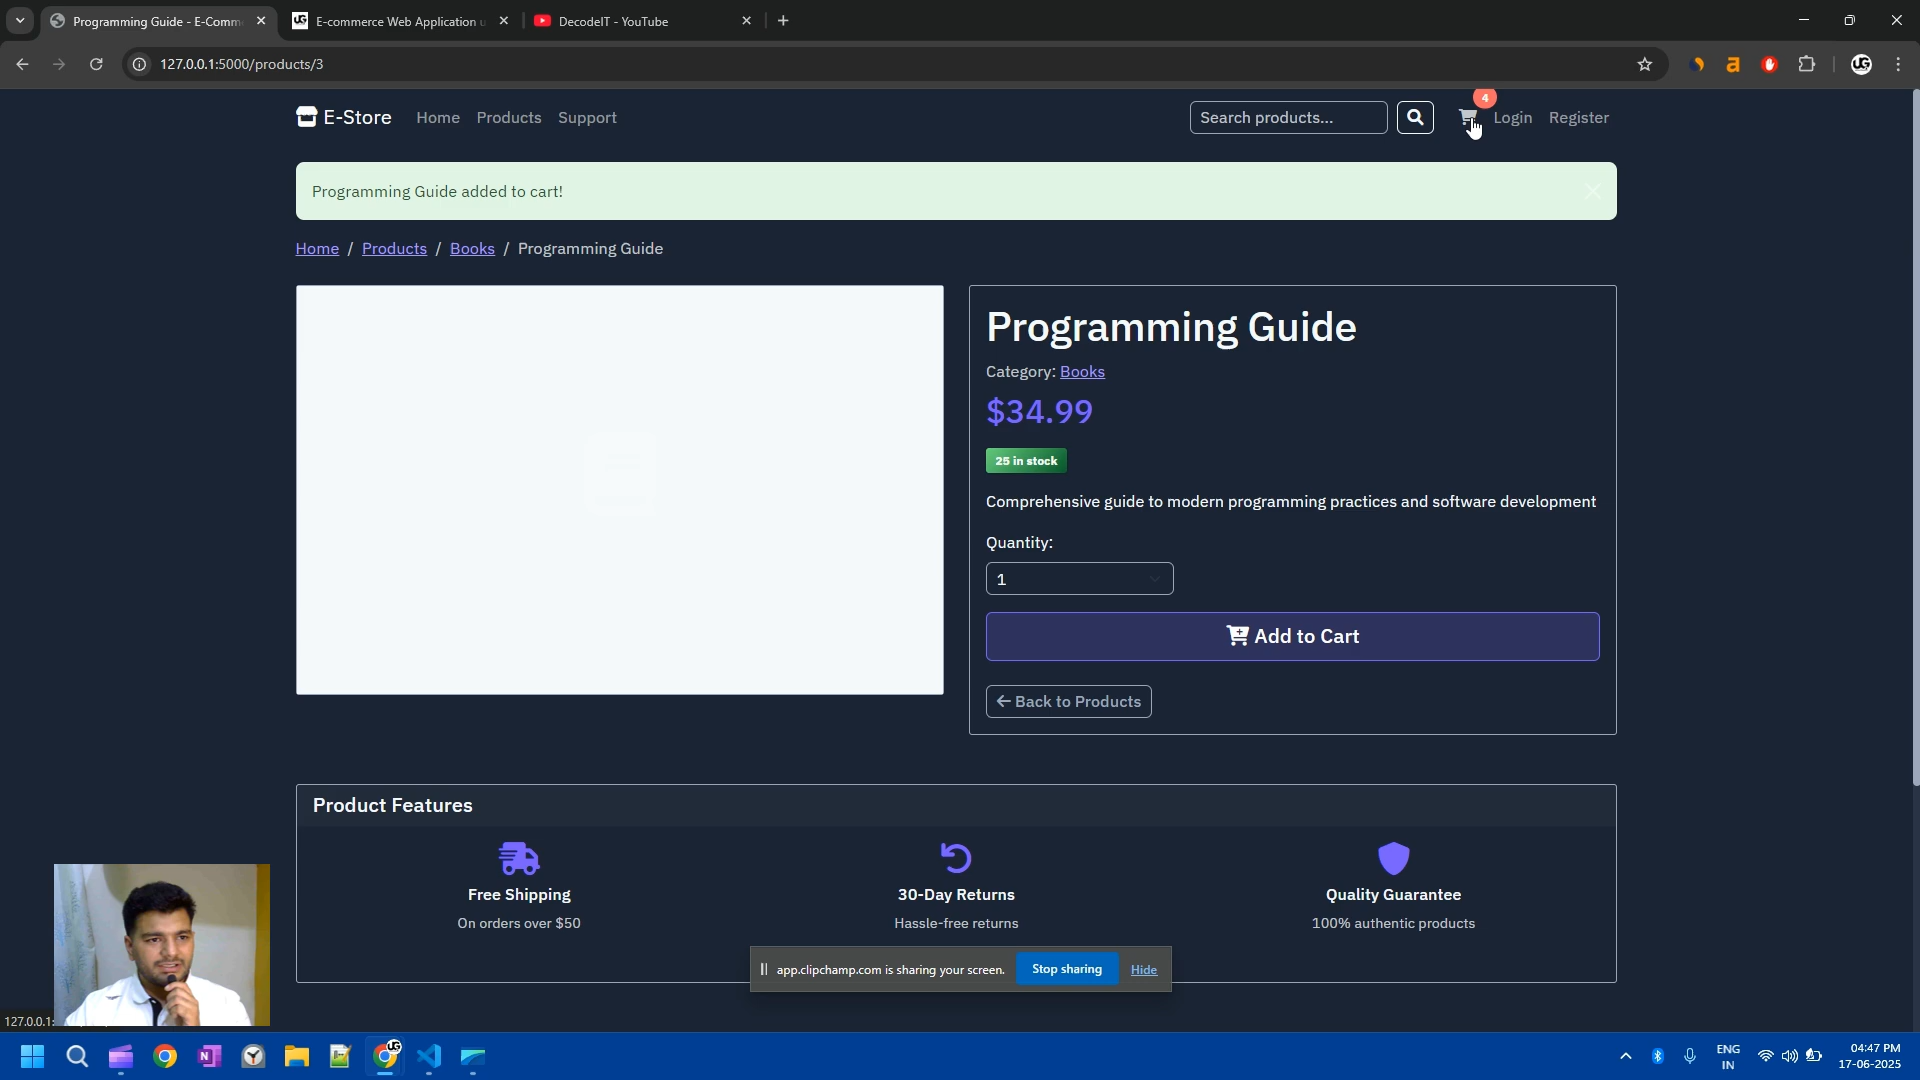 Programming Guide - E-Comm
E-commerce Web Application u
DecodeIT - YouTube
127.0.0.1:5000/products/3
E-Store
Home
Products
Support
Search products...
4
Login
Register
Programming Guide added to cart!
Home / Products / Books / Programming Guide
Programming Guide
Category: Books
$34.99
25 in stock
Comprehensive guide to modern programming practices and software development
Quantity:
1
Add to Cart
Back to Products
Product Features
Free Shipping
On orders over $50
30-Day Returns
Hassle-free returns
Quality Guarantee
100% authentic products
app.clipchamp.com is sharing your screen.
Stop sharing
Hide
127.0.0.1:
ENG
IN
04:47 PM
17-06-2025